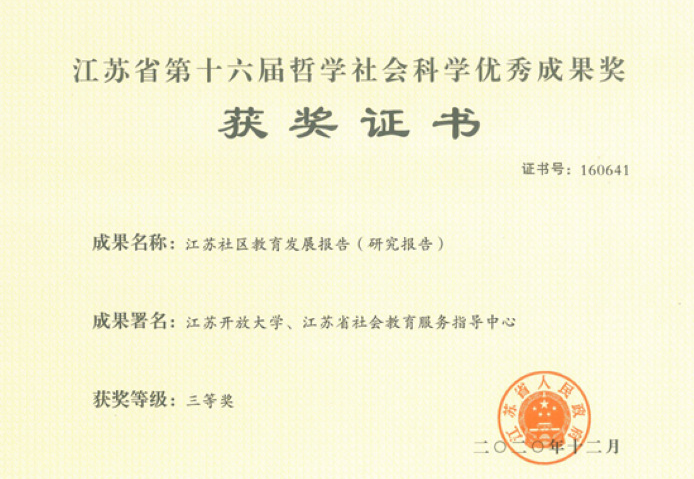 江苏省第十六届哲学社会科学优秀成果奖
获奖证书
证书号：160641
成果名称：江苏社区教育发展报告（研究报告）
成果署名：江苏开放大学、江苏省社会教育服务指导中心
获奖等级：三等奖
江苏省人民政府
二〇二〇年十二月